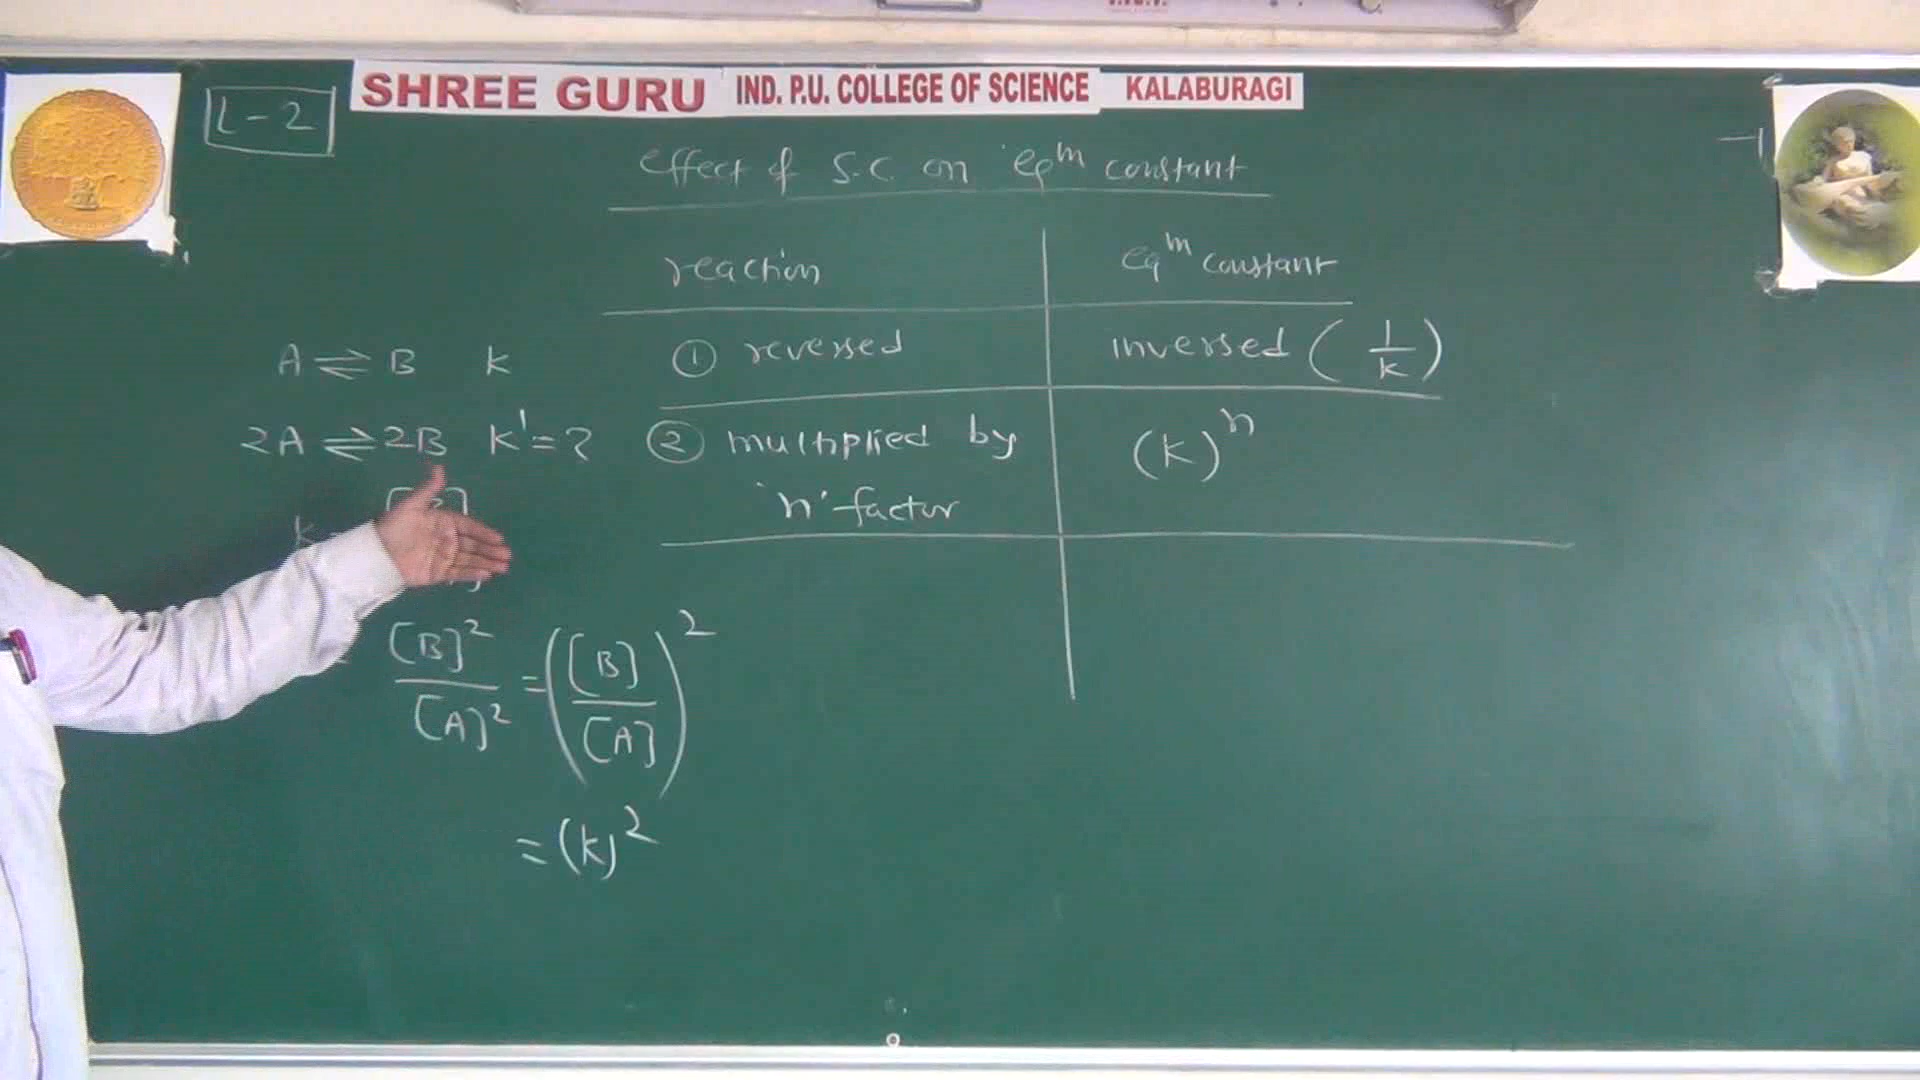 L-2
SHREE GURU IND. P.U. COLLEGE OF SCIENCE KALABURAGI
effect of S.C. on eqᵐ constant
reaction eqᵐ constant
① reversed inversed (1/k)
② multiplied by (k)ⁿ
'n'-factor
A ⇌ B k
2A ⇌ 2B k' = ?
k
[B]²/[A]² = ([B]/[A])²
= (k)²